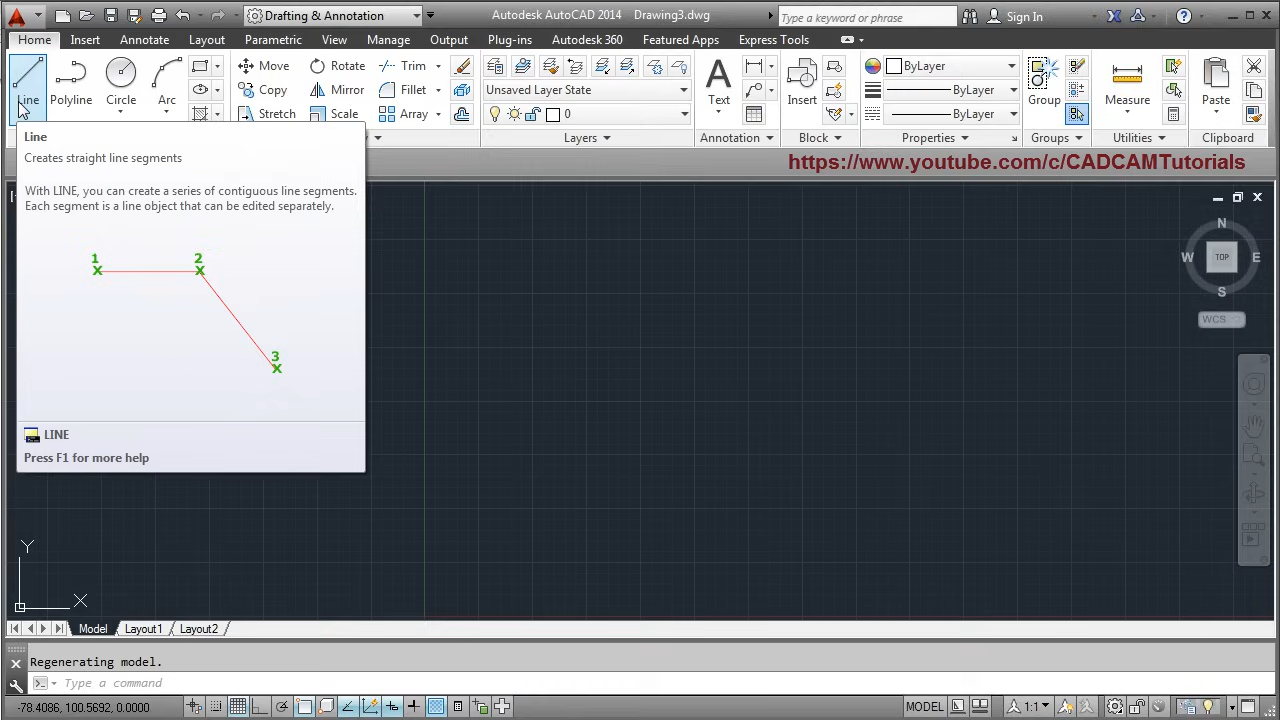 Drafting & Annotation
Autodesk AutoCAD 2014 Drawing3.dwg
Type a keyword or phrase
Sign In
Home Insert Annotate Layout Parametric View Manage Output Plug-ins Autodesk 360 Featured Apps Express Tools
Line Polyline Circle Arc
Move Rotate Trim
Copy Mirror Fillet
Stretch Scale Array
Unsaved Layer State
0
Layers
Text
Annotation
Insert
Block
ByLayer
ByLayer
ByLayer
Properties
Group
Groups
Measure
Utilities
Paste
Clipboard
https://www.youtube.com/c/CADCAMTutorials
Line
Creates straight line segments
With LINE, you can create a series of contiguous line segments.
Each segment is a line object that can be edited separately.
1 2
X X
3
X
LINE
Press F1 for more help
N
W TOP E
S
WCS
Y
X
Model Layout1 Layout2
Regenerating model.
Type a command
-78.4086, 100.5692, 0.0000
MODEL
1:1